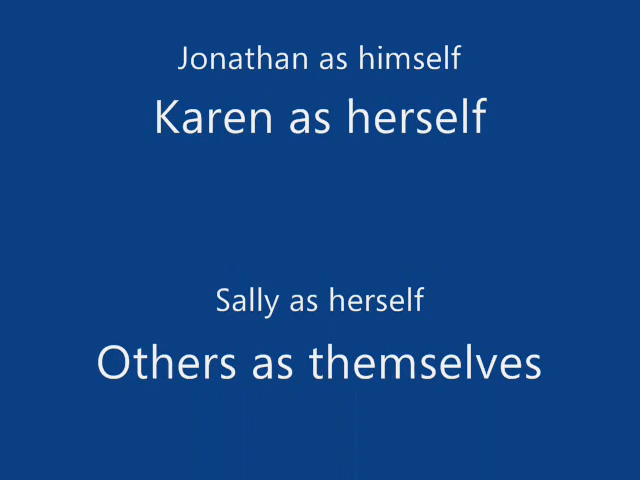 Jonathan as himself
Karen as herself
Sally as herself
Others as themselves